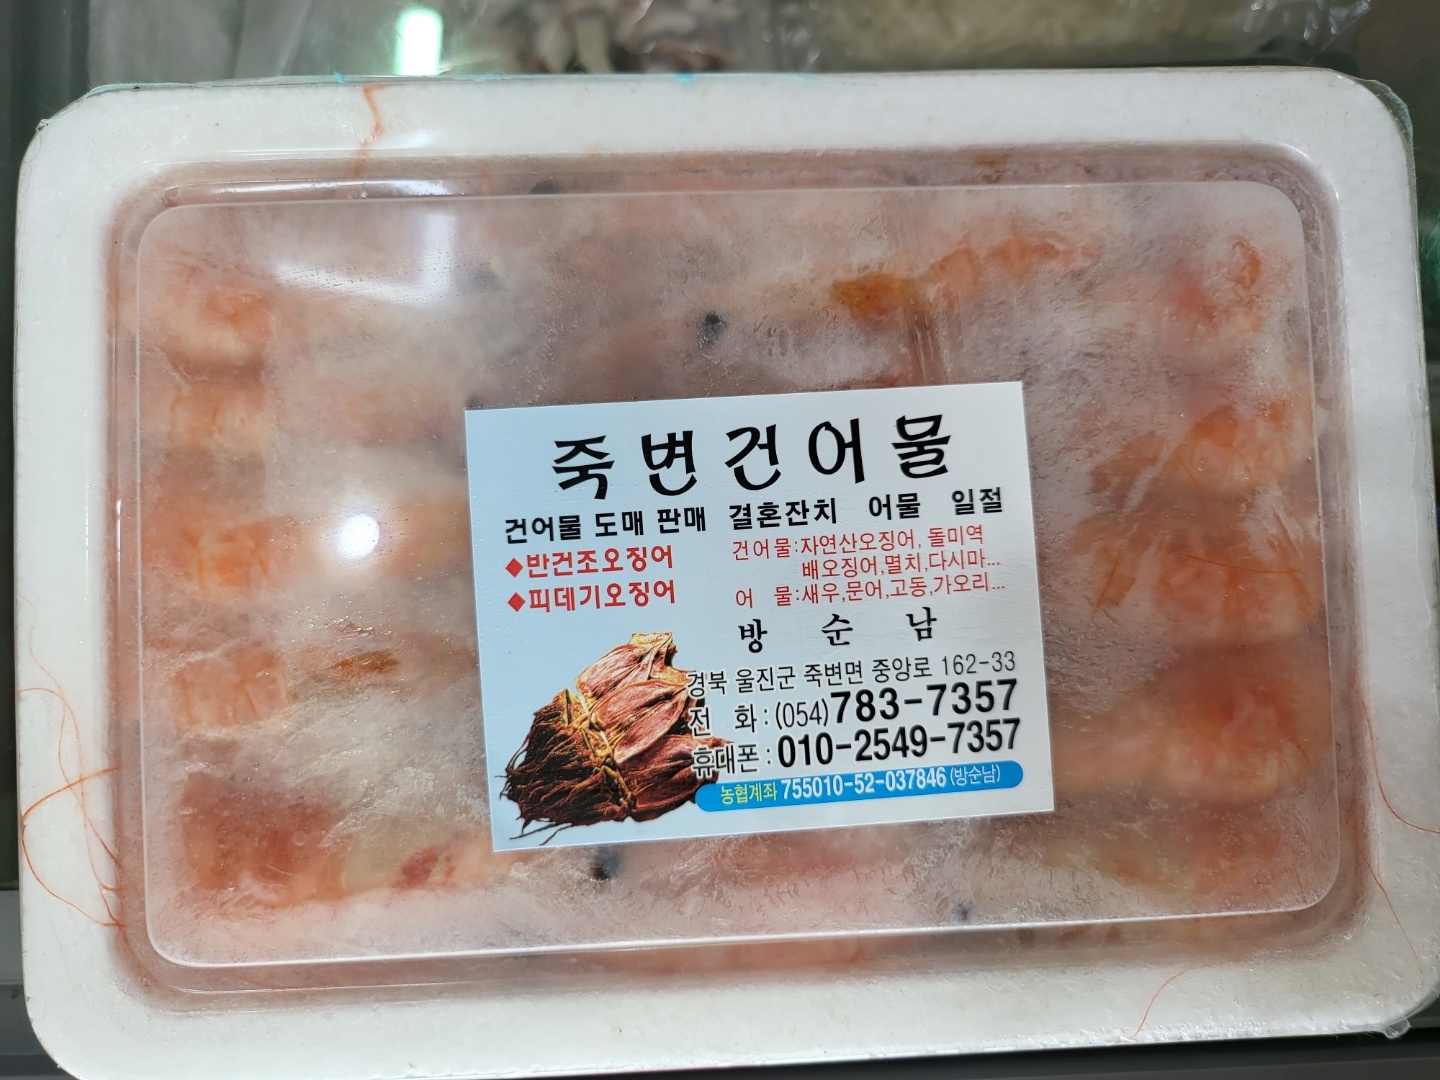 죽변건어물
건어물 도매 판매 결혼잔치 어물 일절
◆반건조오징어
◆피데기오징어
건어물:자연산오징어, 돌미역
배오징어,멸치,다시마...
어 물:새우,문어,고동,가오리...
방 순 남
경북 울진군 죽변면 중앙로 162-33
전 화:(054)783-7357
휴대폰:010-2549-7357
농협계좌 755010-52-037846 (방순남)